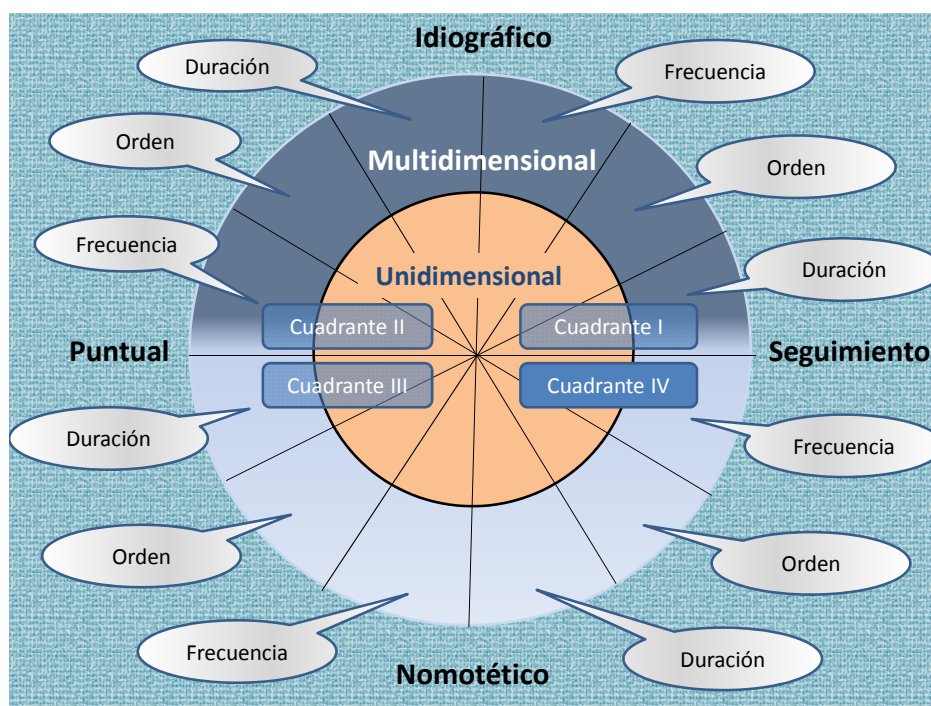 Idiográfico
Duración
Frecuencia
Orden
Multidimensional
Orden
Frecuencia
Unidimensional
Duración
Cuadrante II
Cuadrante I
Puntual
Seguimiento
Cuadrante III
Cuadrante IV
Duración
Frecuencia
Orden
Orden
Frecuencia
Duración
Nomotético